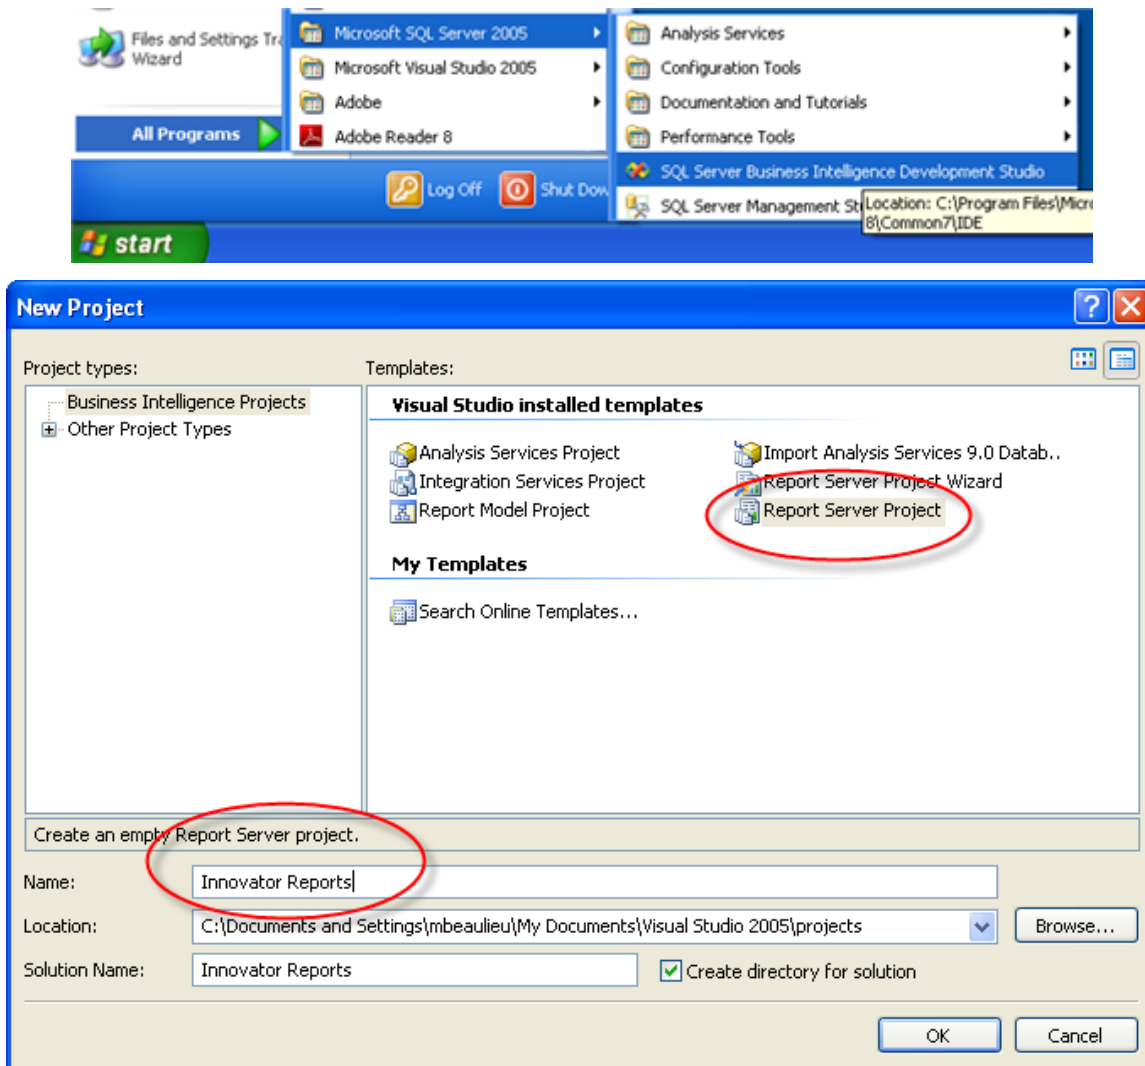 Files and Settings Tra
Wizard
All Programs
Microsoft SQL Server 2005
Microsoft Visual Studio 2005
Adobe
Adobe Reader 8
Analysis Services
Configuration Tools
Documentation and Tutorials
Performance Tools
SQL Server Business Intelligence Development Studio
SQL Server Management St
Location: C:\Program Files\Micro
8\Common7\IDE
Log Off
Shut Dow
start
New Project
Project types:
Templates:
Business Intelligence Projects
Other Project Types
Visual Studio installed templates
Analysis Services Project
Import Analysis Services 9.0 Datab..
Integration Services Project
Report Server Project Wizard
Report Model Project
Report Server Project
My Templates
Search Online Templates...
Create an empty Report Server project.
Name:
Innovator Reports
Location:
C:\Documents and Settings\mbeaulieu\My Documents\Visual Studio 2005\projects
Browse...
Solution Name:
Innovator Reports
Create directory for solution
OK
Cancel